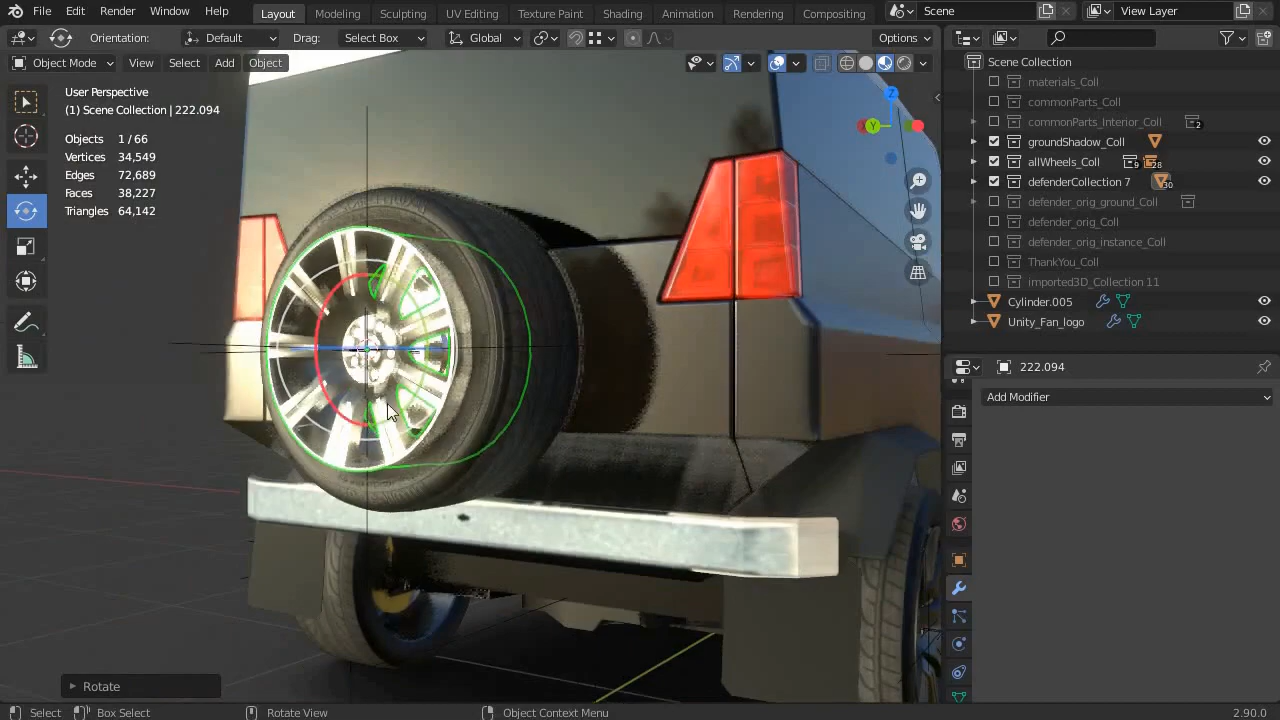 File Edit Render Window Help Layout Modeling Sculpting UV Editing Texture Paint Shading Animation Rendering Compositing Scene View Layer
Orientation: Default Drag: Select Box Global Options
Object Mode View Select Add Object
User Perspective
(1) Scene Collection | 222.094
Objects 1 / 66
Vertices 34,549
Edges 72,689
Faces 38,227
Triangles 64,142
Z
Y
Scene Collection
materials_Coll
commonParts_Coll
commonParts_Interior_Coll 2
groundShadow_Coll
allWheels_Coll 9 28
defenderCollection 7 30
defender_orig_ground_Coll
defender_orig_Coll
defender_orig_instance_Coll
ThankYou_Coll
imported3D_Collection 11
Cylinder.005
Unity_Fan_logo
222.094
Add Modifier
Rotate
Select Box Select Rotate View Object Context Menu 2.90.0